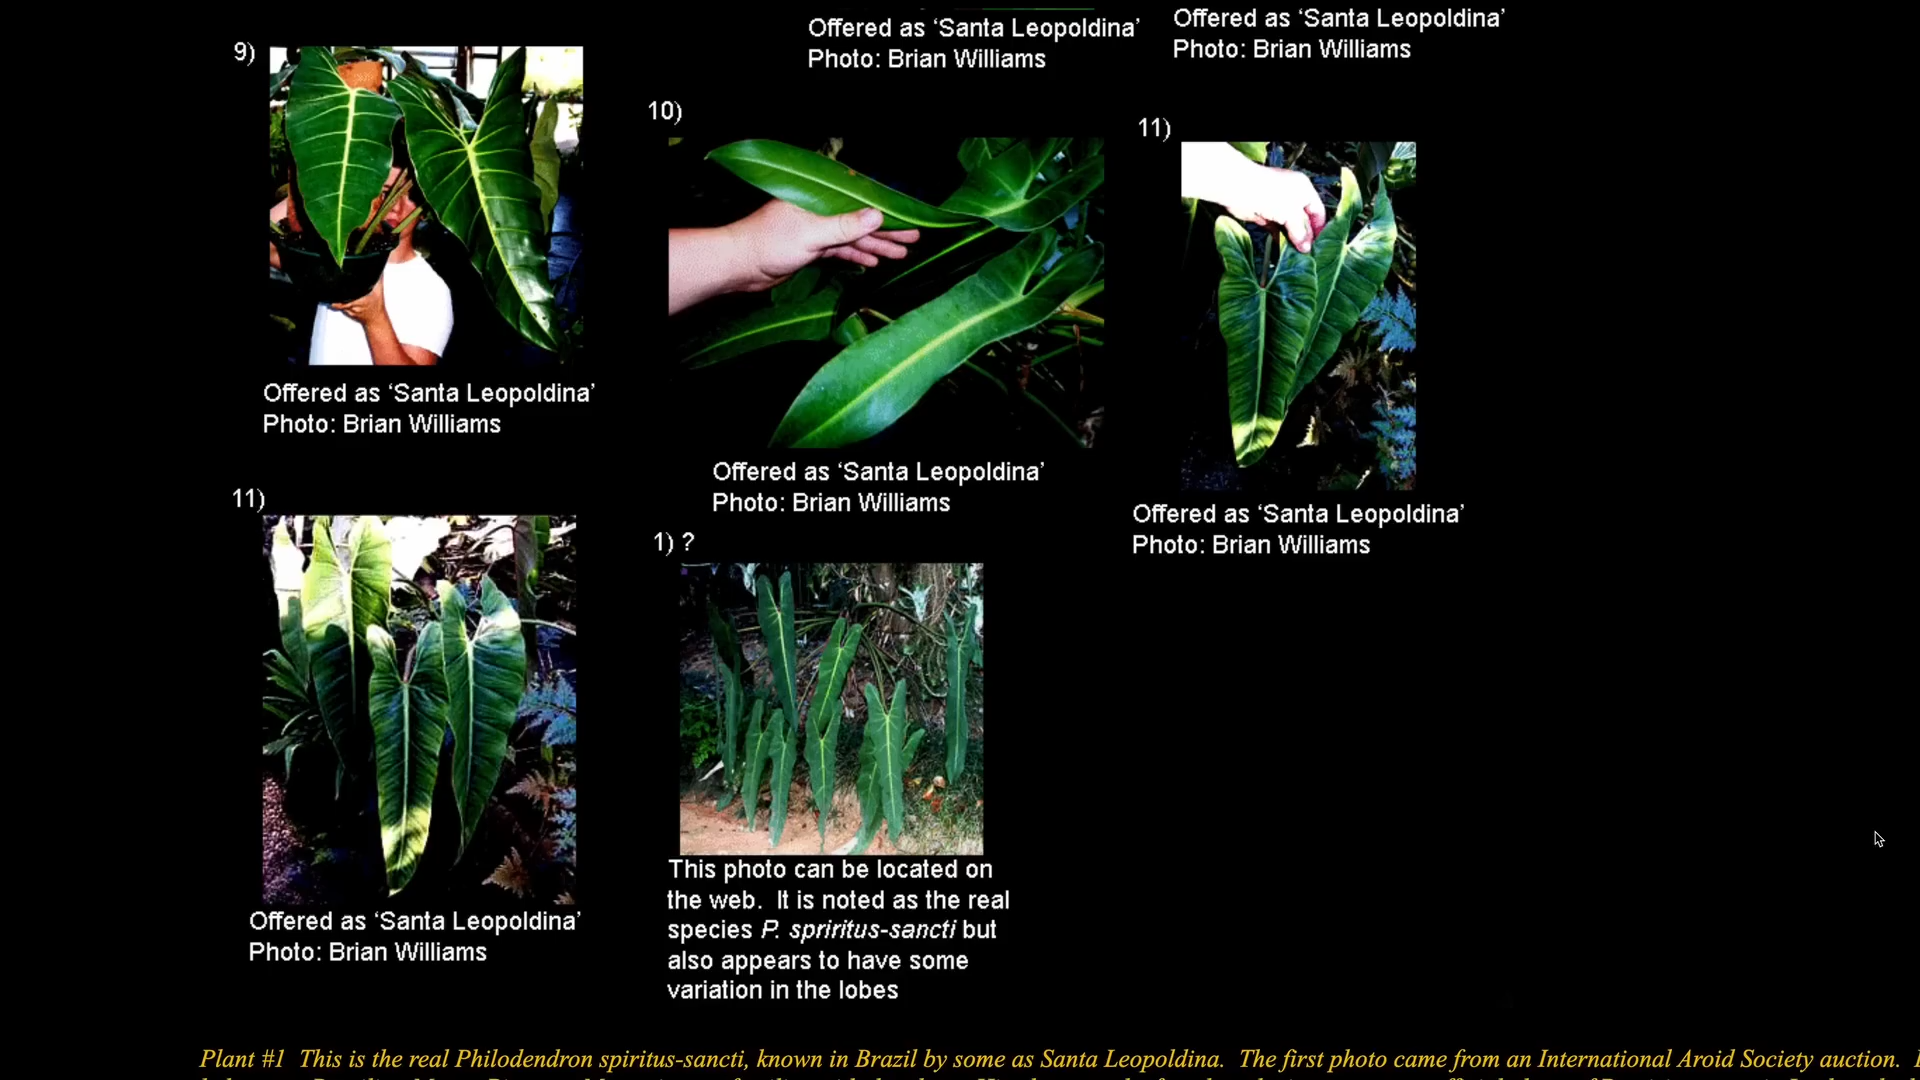 Offered as ‘Santa Leopoldina’
Photo: Brian Williams
Offered as ‘Santa Leopoldina’
Photo: Brian Williams
9)
Offered as ‘Santa Leopoldina’
Photo: Brian Williams
10)
Offered as ‘Santa Leopoldina’
Photo: Brian Williams
11)
Offered as ‘Santa Leopoldina’
Photo: Brian Williams
11)
Offered as ‘Santa Leopoldina’
Photo: Brian Williams
1) ?
This photo can be located on
the web.  It is noted as the real
species P. spriritus-sancti but
also appears to have some
variation in the lobes
Plant #1  This is the real Philodendron spiritus-sancti, known in Brazil by some as Santa Leopoldina.  The first photo came from an International Aroid Society auction.